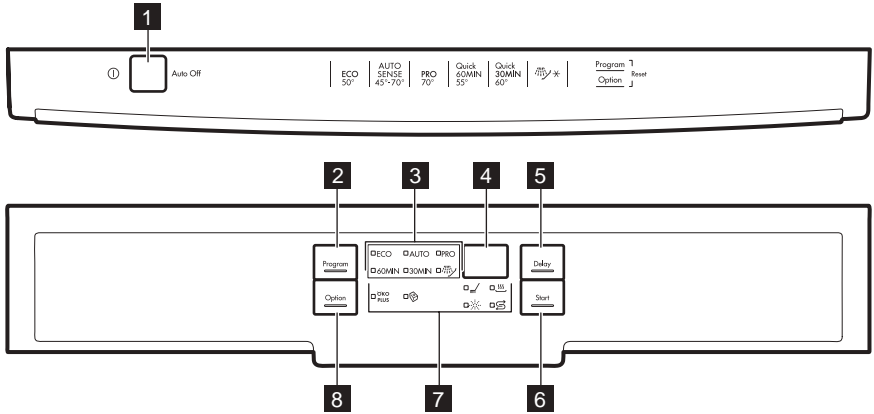 1
Auto Off
ECO 50°
AUTO SENSE 45°-70°
PRO 70°
Quick 60MIN 55°
Quick 30MIN 60°
Program
Option
Reset
2
3
4
5
Program
ECO AUTO PRO
60MIN 30MIN
Delay
Option
ÖKO PLUS
Start
8
7
6